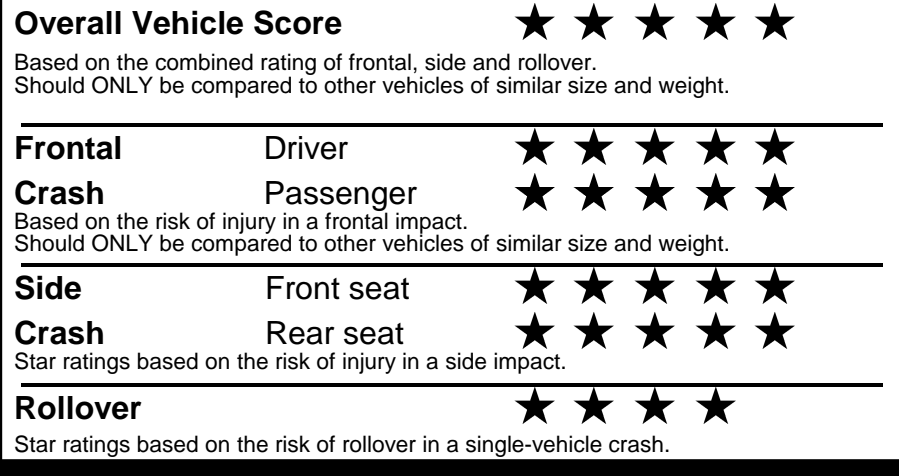 Overall Vehicle Score ★ ★ ★ ★ ★
Based on the combined rating of frontal, side and rollover.
Should ONLY be compared to other vehicles of similar size and weight.
Frontal Driver ★ ★ ★ ★ ★
Crash Passenger ★ ★ ★ ★ ★
Based on the risk of injury in a frontal impact.
Should ONLY be compared to other vehicles of similar size and weight.
Side Front seat ★ ★ ★ ★ ★
Crash Rear seat ★ ★ ★ ★ ★
Star ratings based on the risk of injury in a side impact.
Rollover ★ ★ ★ ★
Star ratings based on the risk of rollover in a single-vehicle crash.